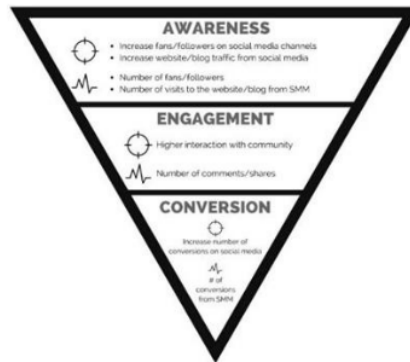 AWARENESS
• Increase fans/followers on social media channels
• Increase website/blog traffic from social media
• Number of fans/followers
• Number of visits to the website/blog from SMM
ENGAGEMENT
Higher interaction with community
Number of comments/shares
CONVERSION
Increase number of
conversions on social media
# of
conversions
from SMM